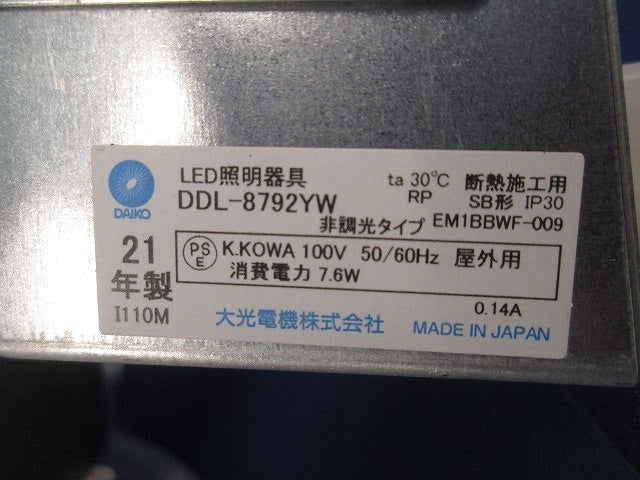 LED照明器具
DDL-8792YW
非調光タイプ
ta 30℃
RP
断熱施工用
SB形 IP30
EM1BBWF-009
DAIKO
PS
E
K.KOWA 100V 50/60Hz 屋外用
消費電力 7.6W
21
年製
I110M
0.14A
大光電機株式会社
MADE IN JAPAN